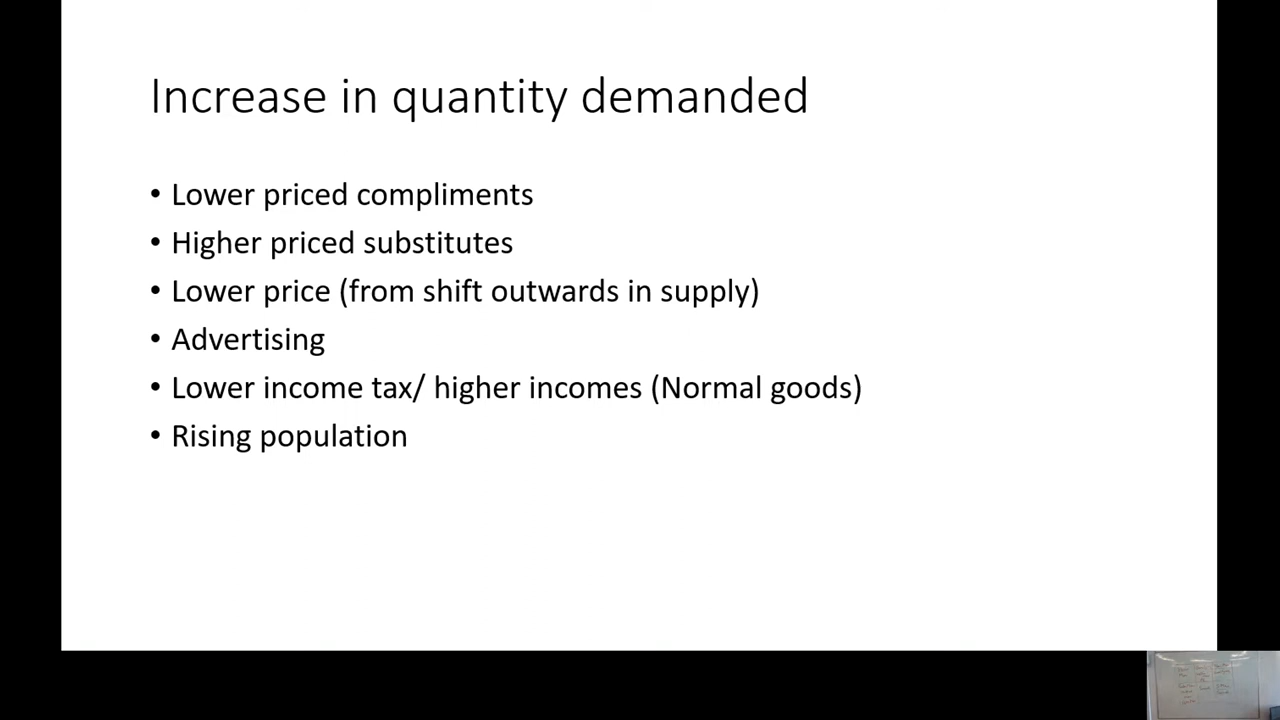 Increase in quantity demanded
• Lower priced compliments
• Higher priced substitutes
• Lower price (from shift outwards in supply)
• Advertising
• Lower income tax/ higher incomes (Normal goods)
• Rising population